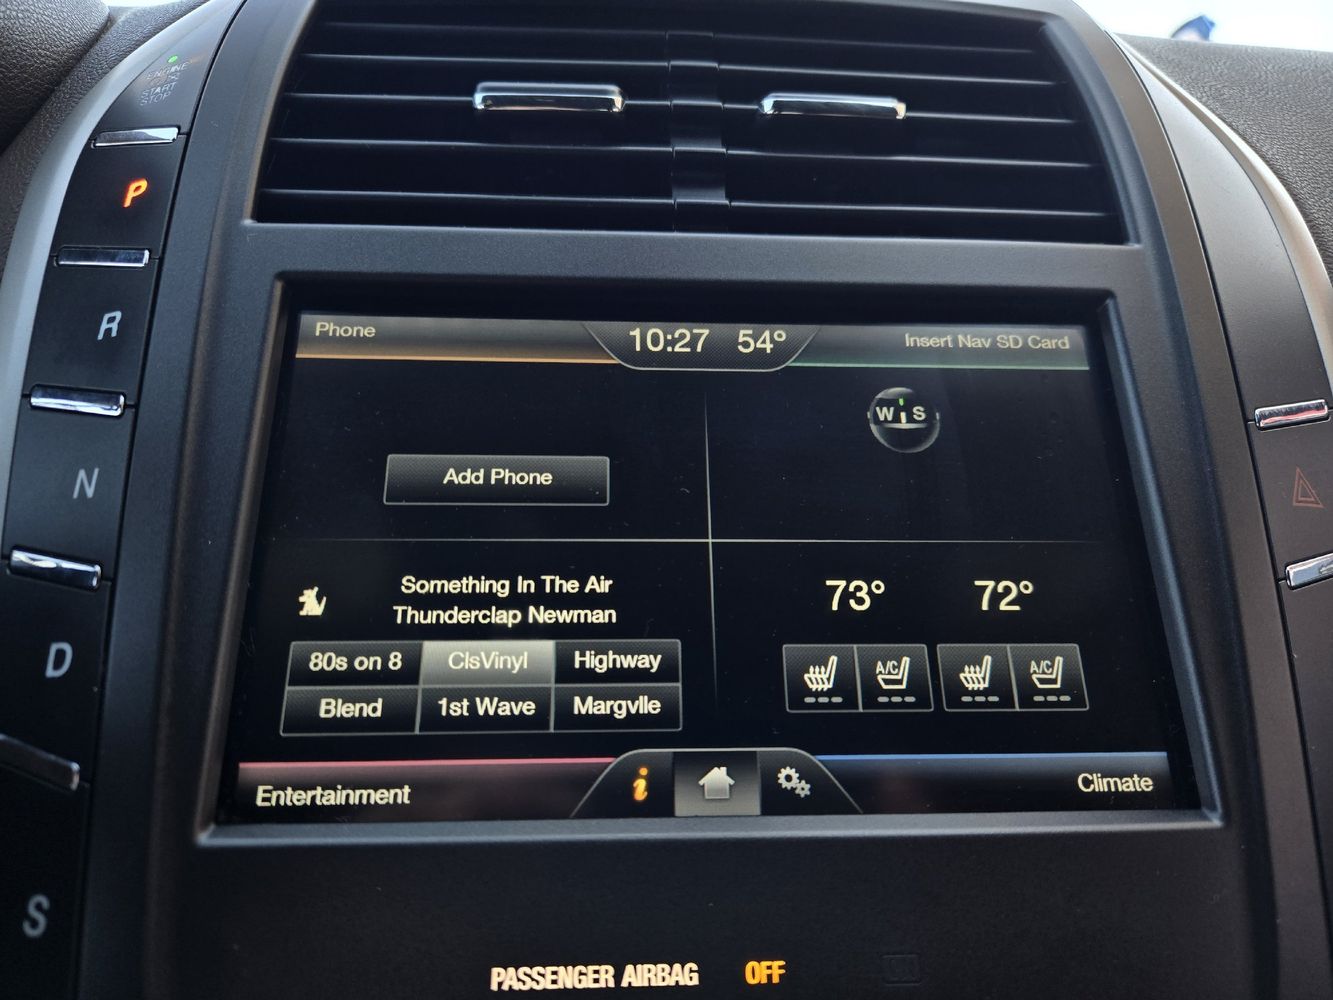 ENGINE
START
STOP
P
R
N
D
S
Phone
10:27 54°
Insert Nav SD Card
W S
Add Phone
Something In The Air
Thunderclap Newman
80s on 8 ClsVinyl Highway
Blend 1st Wave Margvlle
73° 72°
A/C A/C
Entertainment
i
Climate
PASSENGER AIRBAG OFF